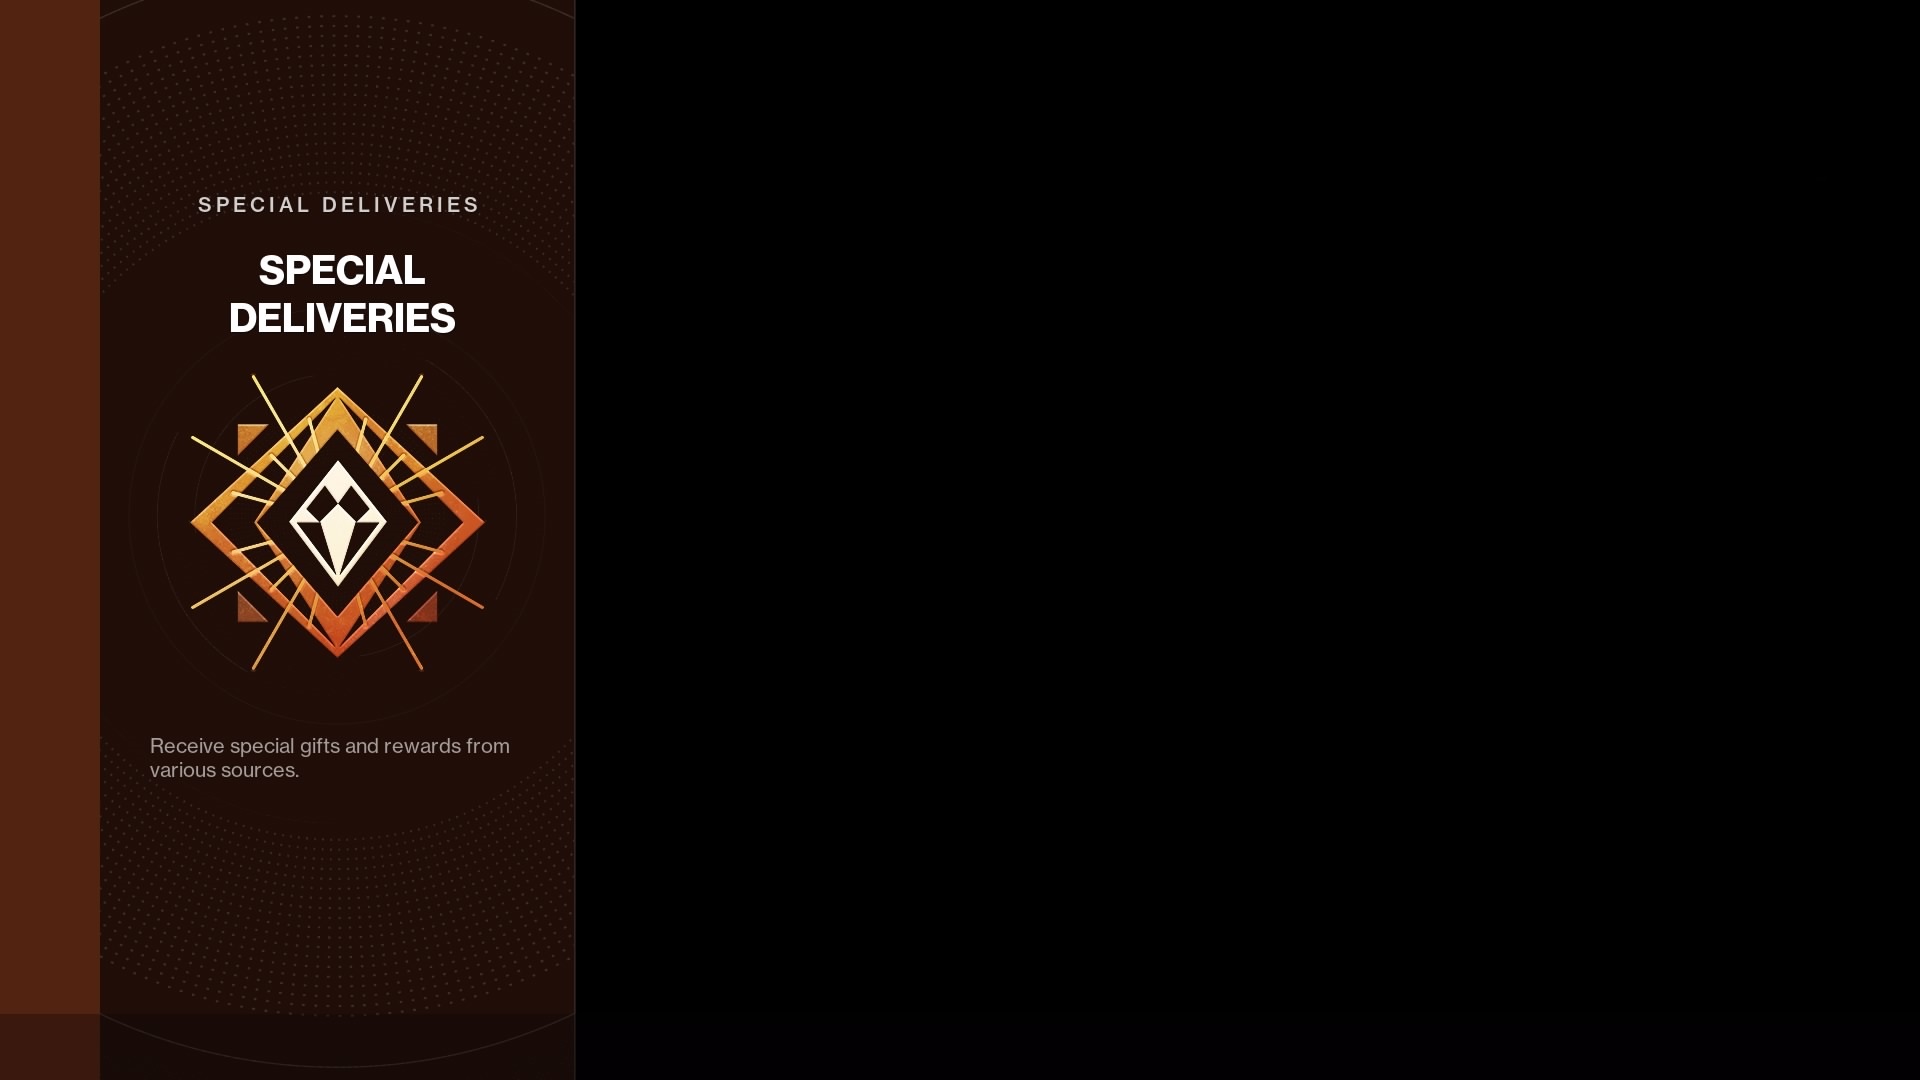 SPECIAL DELIVERIES
SPECIAL
DELIVERIES
Receive special gifts and rewards from
various sources.